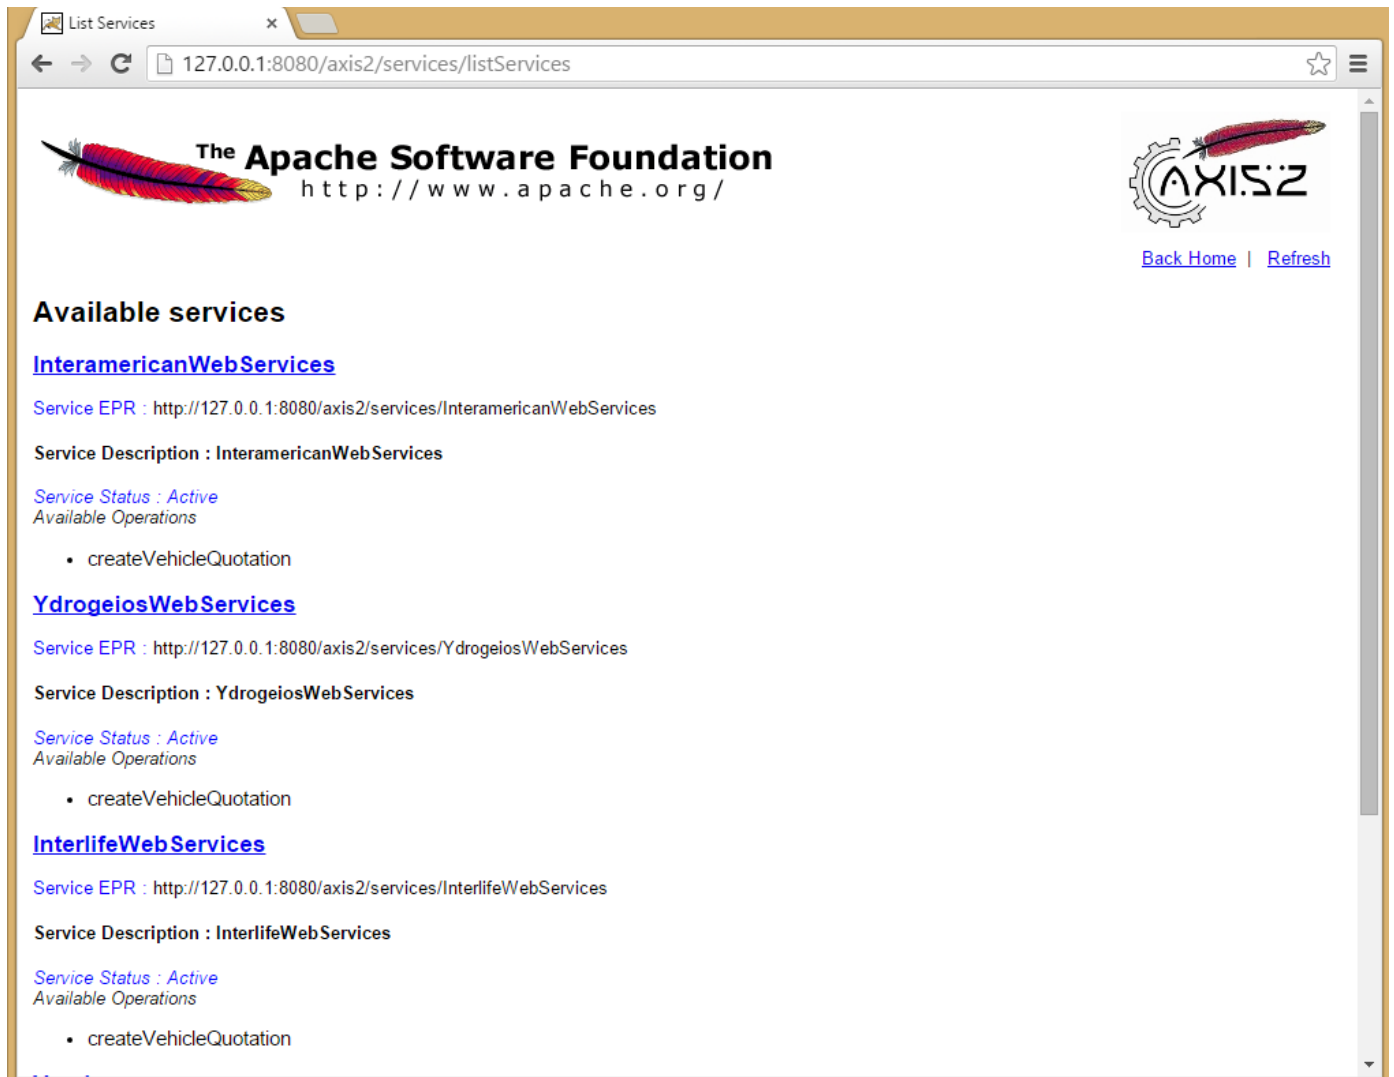 List Services
127.0.0.1:8080/axis2/services/listServices
The Apache Software Foundation
http://www.apache.org/
AXIS2
Back Home | Refresh
Available services
InteramericanWebServices
Service EPR : http://127.0.0.1:8080/axis2/services/InteramericanWebServices
Service Description : InteramericanWebServices
Service Status : Active
Available Operations
• createVehicleQuotation
YdrogeiosWebServices
Service EPR : http://127.0.0.1:8080/axis2/services/YdrogeiosWebServices
Service Description : YdrogeiosWebServices
Service Status : Active
Available Operations
• createVehicleQuotation
InterlifeWebServices
Service EPR : http://127.0.0.1:8080/axis2/services/InterlifeWebServices
Service Description : InterlifeWebServices
Service Status : Active
Available Operations
• createVehicleQuotation